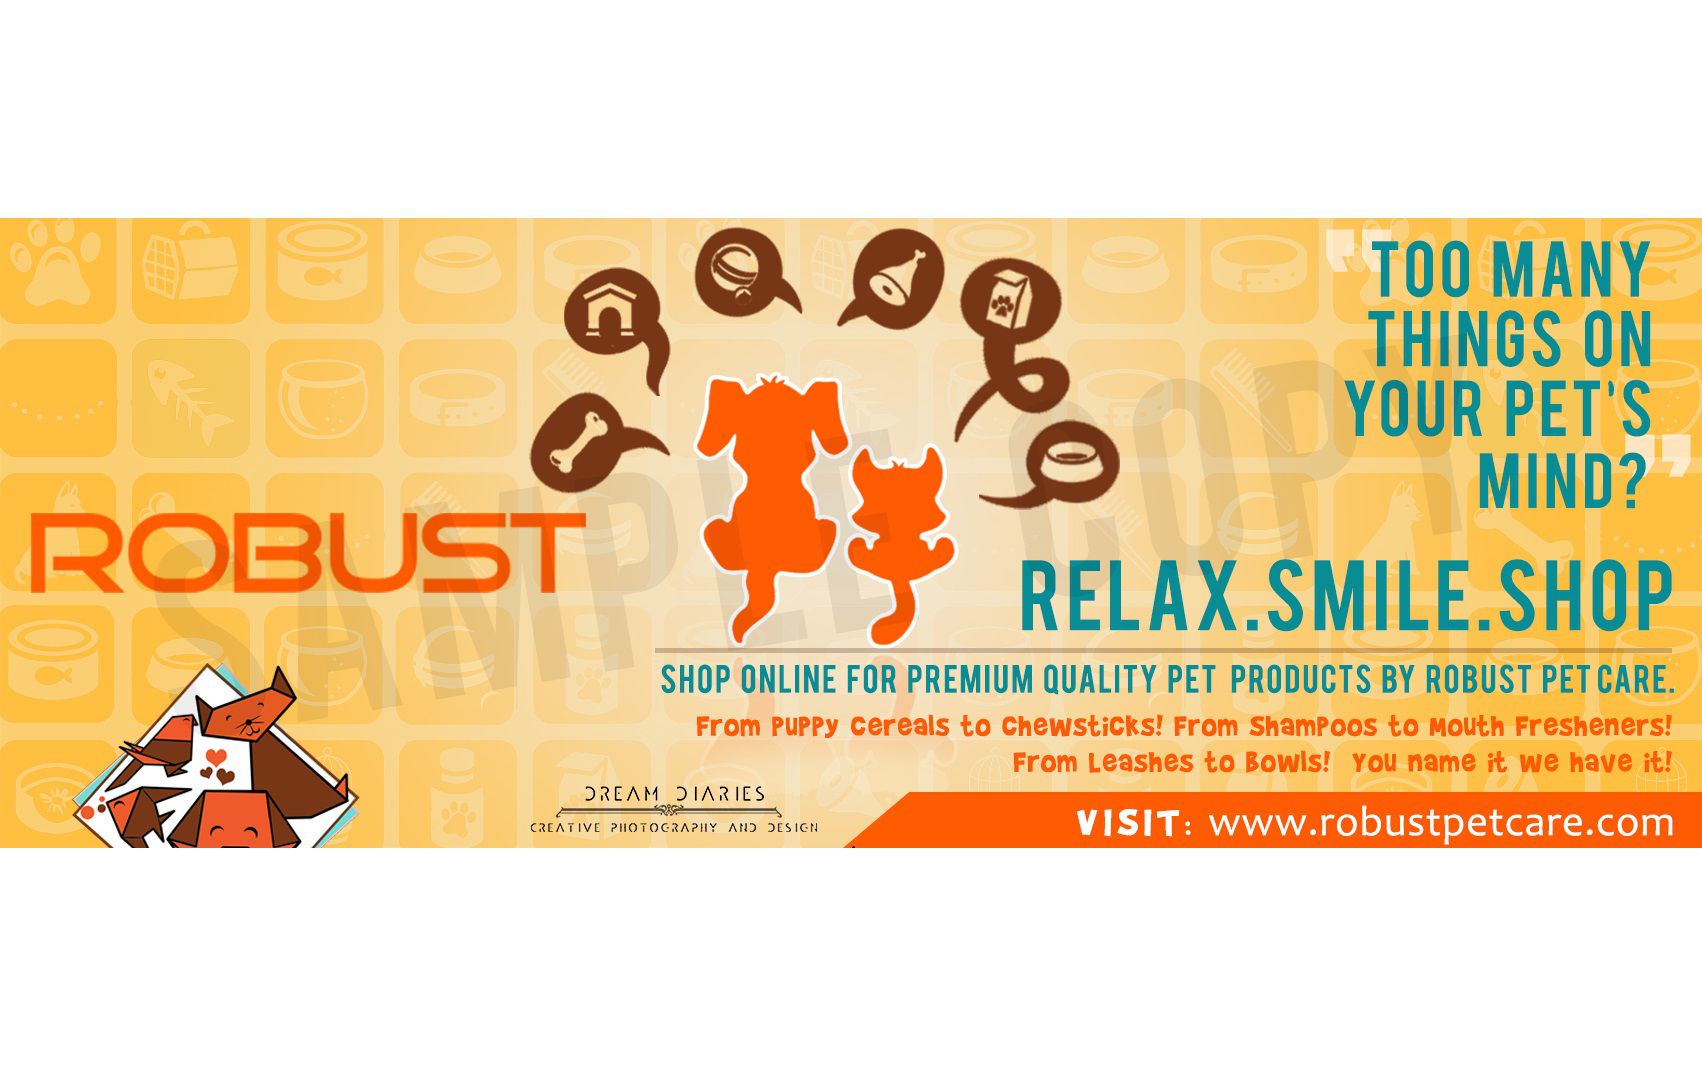 " TOO MANY
THINGS ON
YOUR PET'S
MIND? "
ROBUST
SAMPLE COPY
RELAX.SMILE.SHOP
SHOP ONLINE FOR PREMIUM QUALITY PET PRODUCTS BY ROBUST PET CARE.
From Puppy Cereals to Chewsticks! From Shampoos to Mouth Fresheners!
From Leashes to Bowls! You name it we have it!
DREAM DIARIES
CREATIVE PHOTOGRAPHY AND DESIGN
VISIT: www.robustpetcare.com